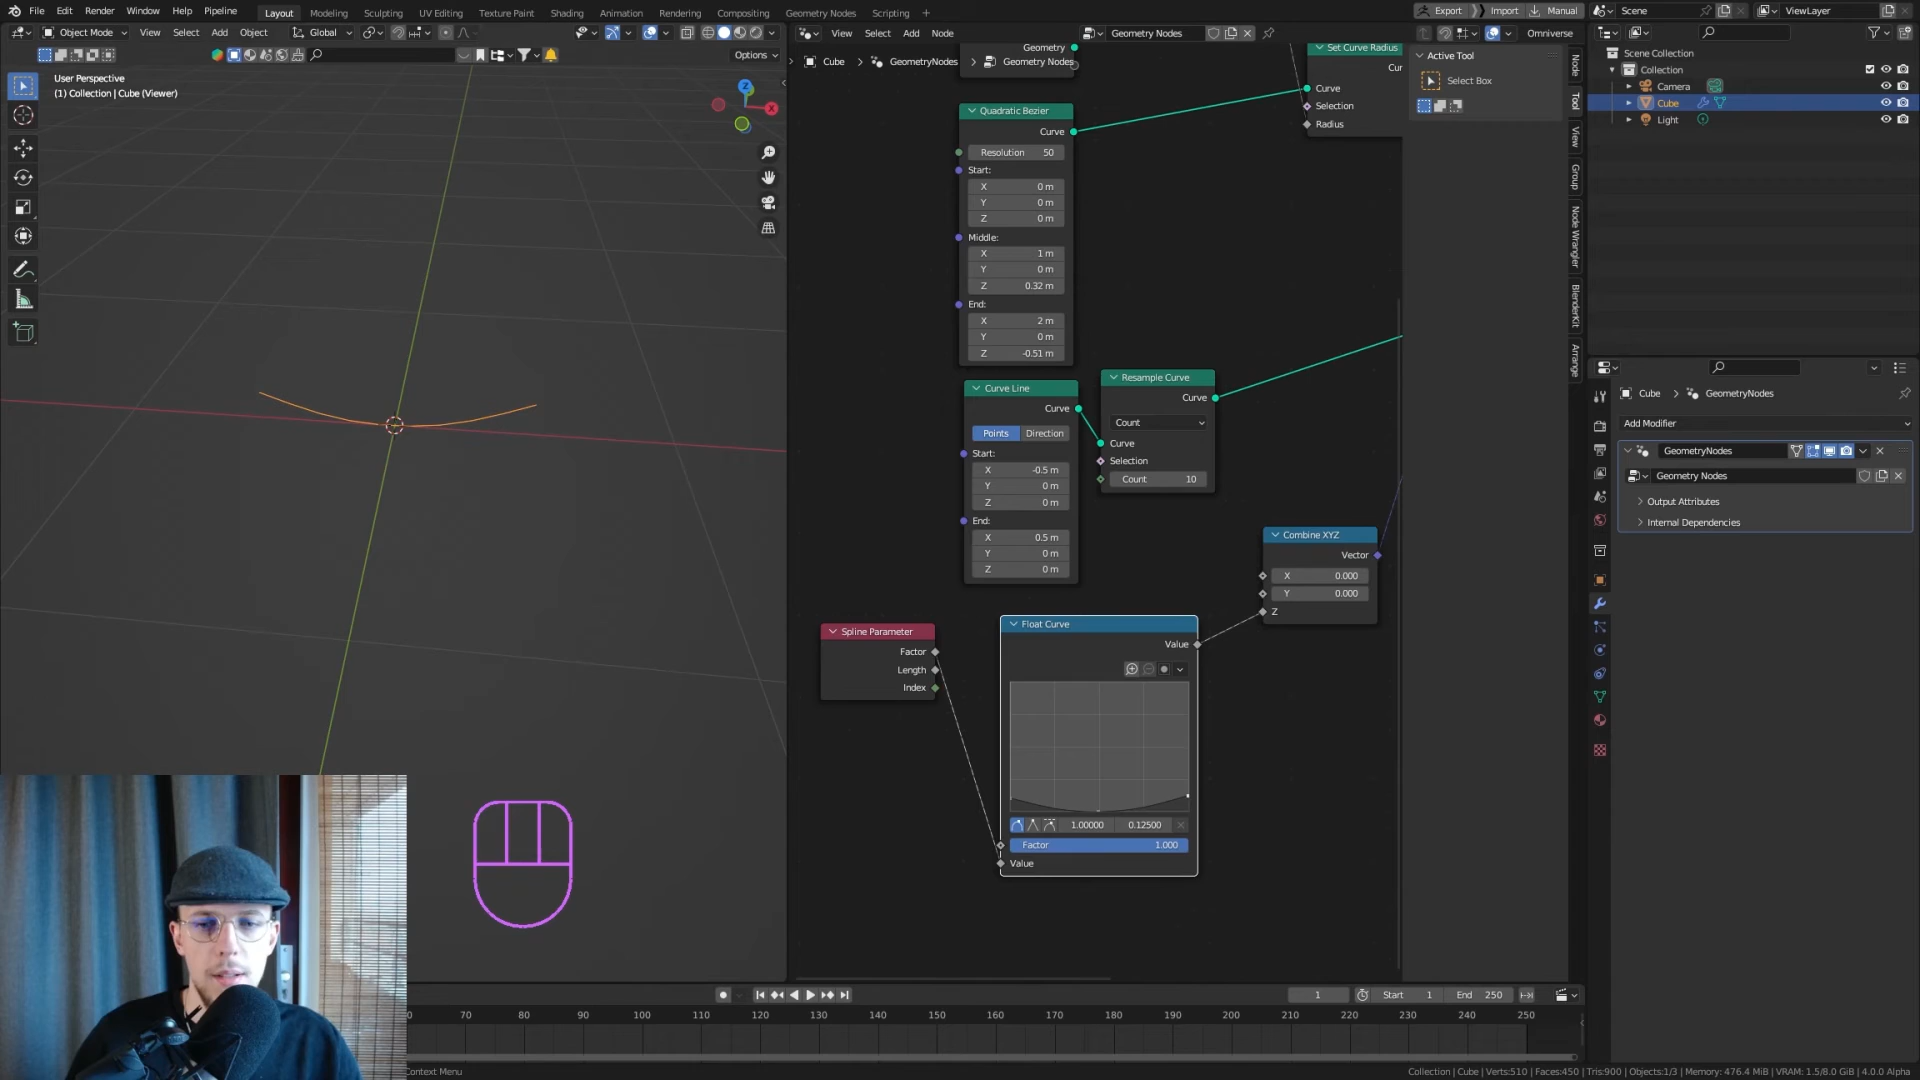 File Edit Render Window Help Pipeline
Layout Modeling Sculpting UV Editing Texture Paint Shading Animation Rendering Compositing Geometry Nodes Scripting +
Export Import Manual
Scene
ViewLayer
Object Mode View Select Add Object Global
Options
User Perspective
(1) Collection | Cube (Viewer)
Z
X
View Select Add Node Geometry Nodes Omniverse
Cube > GeometryNodes > Geometry Nodes
Geometry
Quadratic Bezier
Curve
Resolution 50
Start:
X 0 m
Y 0 m
Z 0 m
Middle:
X 1 m
Y 0 m
Z 0.32 m
End:
X 2 m
Y 0 m
Z -0.51 m
Set Curve Radius
Cur
Curve
Selection
Radius
Curve Line
Curve
Points Direction
Start:
X -0.5 m
Y 0 m
Z 0 m
End:
X 0.5 m
Y 0 m
Z 0 m
Resample Curve
Curve
Count
Curve
Selection
Count 10
Combine XYZ
Vector
X 0.000
Y 0.000
Z
Spline Parameter
Factor
Length
Index
Float Curve
Value
1.00000 0.12500
Factor 1.000
Value
Active Tool
Select Box
Node
Tool
View
Group
Node Wrangler
BlenderKit
Arrange
Scene Collection
Collection
Camera
Cube
Light
Cube > GeometryNodes
Add Modifier
GeometryNodes
Geometry Nodes
Output Attributes
Internal Dependencies
1 Start 1 End 250
70 80 90 100 110 120 130 140 150 160 170 180 190 200 210 220 230 240 250
Context Menu
Collection | Cube | Verts:510 | Faces:450 | Tris:900 | Objects:1/3 | Memory: 476.4 MiB | VRAM: 1.5/8.0 GiB | 4.0.0 Alpha